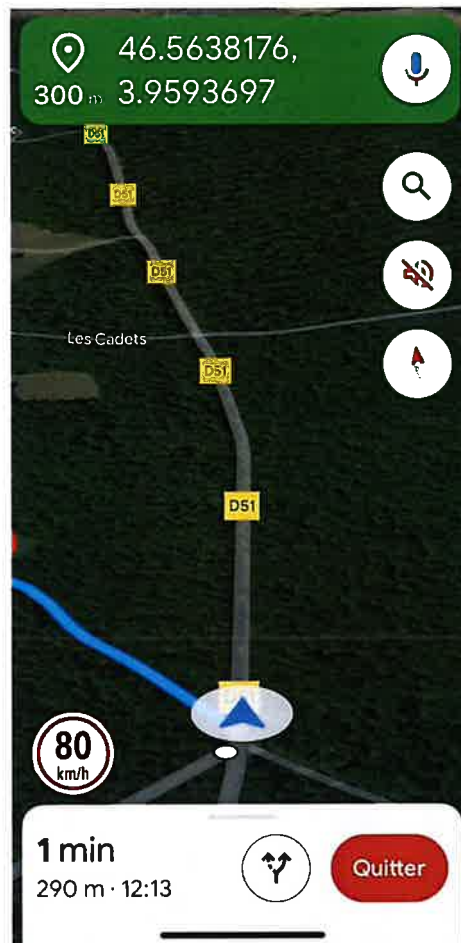 46.5638176,
300 m 3.9593697
D51
D51
D51
Les Cadets
D51
D51
80
km/h
1 min
290 m · 12:13
Quitter